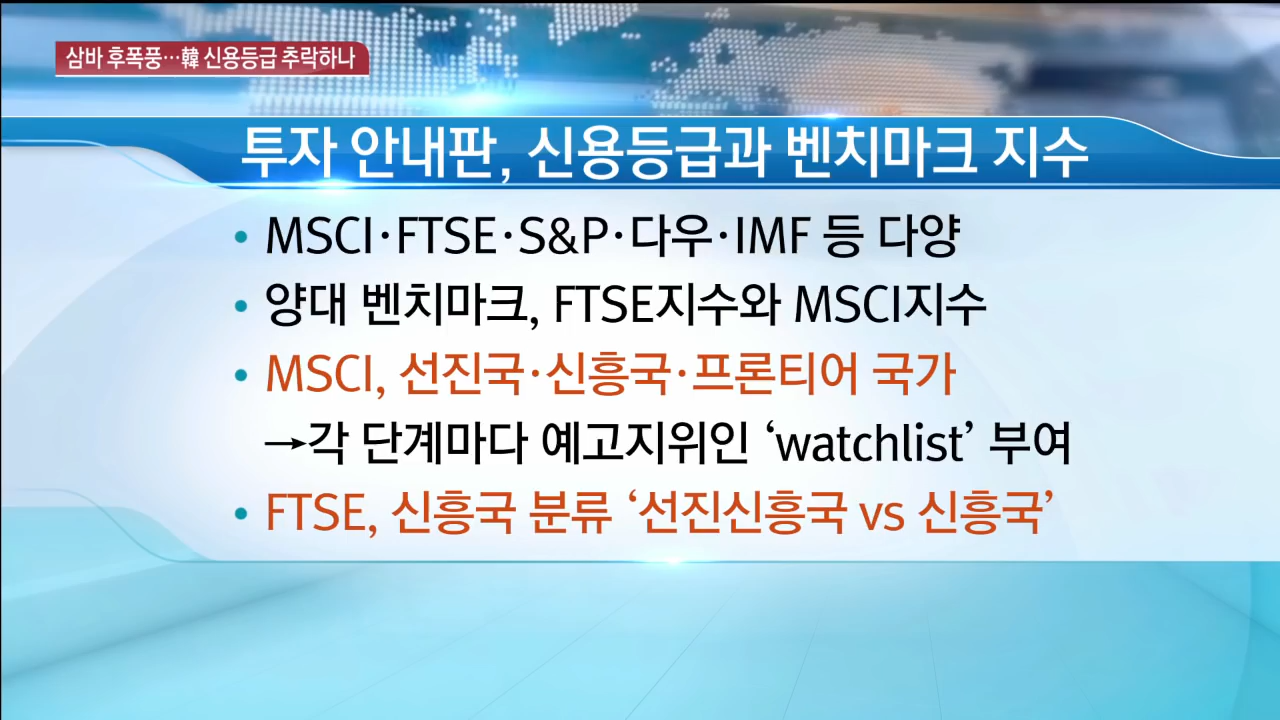 삼바 후폭풍…韓 신용등급 추락하나
투자 안내판, 신용등급과 벤치마크 지수
• MSCI·FTSE·S&P·다우·IMF 등 다양
• 양대 벤치마크, FTSE지수와 MSCI지수
• MSCI, 선진국·신흥국·프론티어 국가
→각 단계마다 예고지위인 ‘watchlist’ 부여
• FTSE, 신흥국 분류 ‘선진신흥국 vs 신흥국’